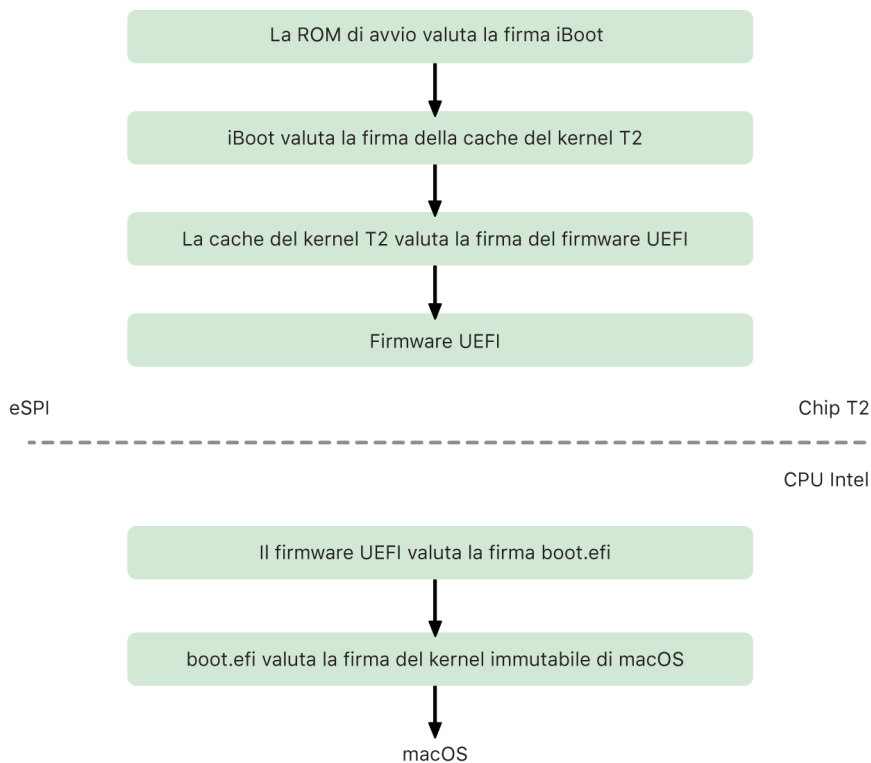 La ROM di avvio valuta la firma iBoot
iBoot valuta la firma della cache del kernel T2
La cache del kernel T2 valuta la firma del firmware UEFI
Firmware UEFI
eSPI
Chip T2
CPU Intel
Il firmware UEFI valuta la firma boot.efi
boot.efi valuta la firma del kernel immutabile di macOS
macOS